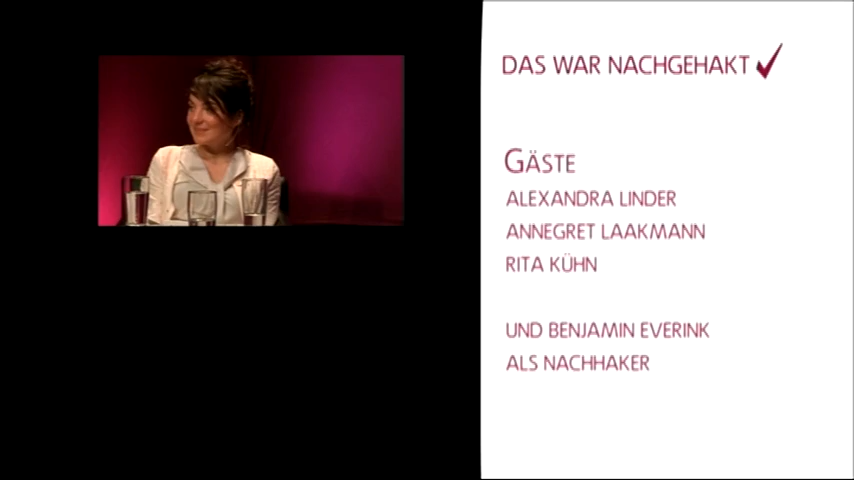 DAS WAR NACHGEHAKT
GÄSTE
ALEXANDRA LINDER
ANNEGRET LAAKMANN
RITA KÜHN
UND BENJAMIN EVERINK
ALS NACHHAKER